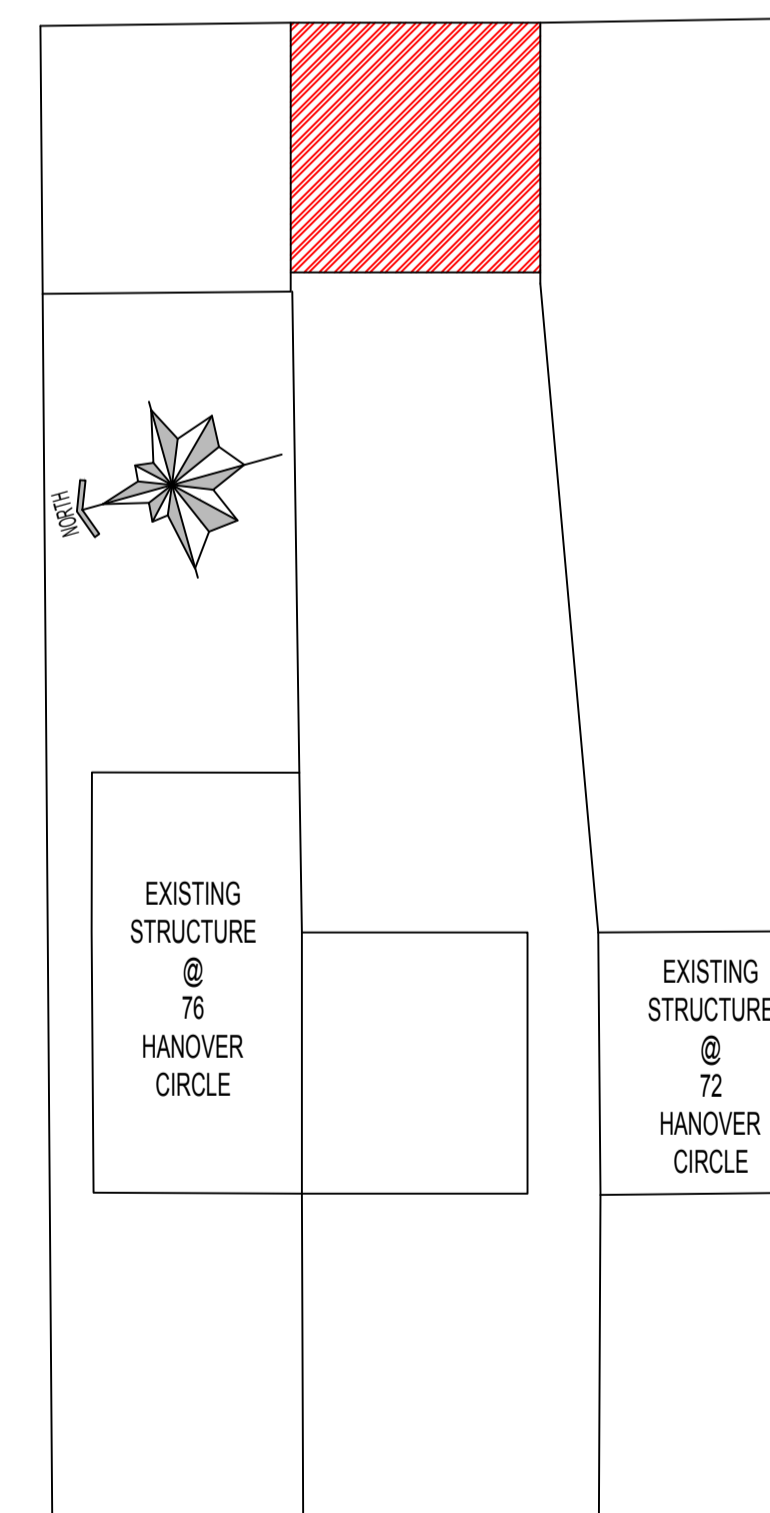 NORTH
EXISTING
STRUCTURE
@
76
HANOVER
CIRCLE
EXISTING
STRUCTURE
@
72
HANOVER
CIRCLE